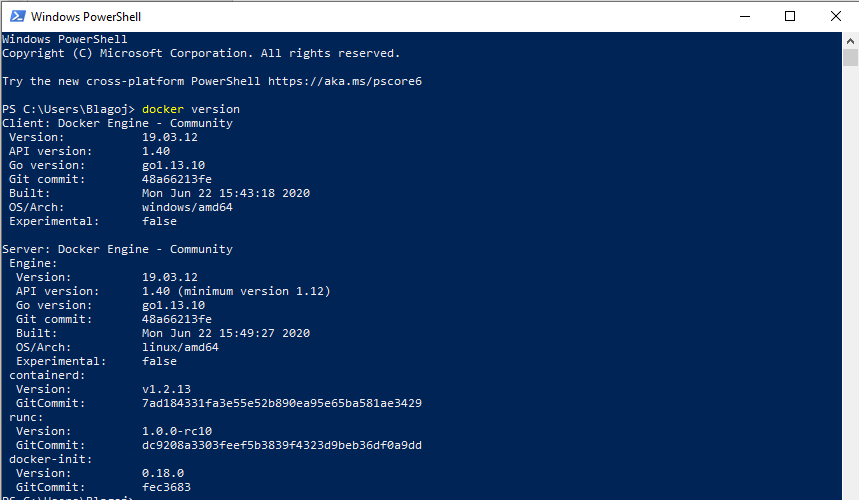 Windows PowerShell
Windows PowerShell
Copyright (C) Microsoft Corporation. All rights reserved.
Try the new cross-platform PowerShell https://aka.ms/pscore6
PS C:\Users\Blagoj> docker version
Client: Docker Engine - Community
Version: 19.03.12
API version: 1.40
Go version: go1.13.10
Git commit: 48a66213fe
Built: Mon Jun 22 15:43:18 2020
OS/Arch: windows/amd64
Experimental: false
Server: Docker Engine - Community
Engine:
Version: 19.03.12
API version: 1.40 (minimum version 1.12)
Go version: go1.13.10
Git commit: 48a66213fe
Built: Mon Jun 22 15:49:27 2020
OS/Arch: linux/amd64
Experimental: false
containerd:
Version: v1.2.13
GitCommit: 7ad184331fa3e55e52b890ea95e65ba581ae3429
runc:
Version: 1.0.0-rc10
GitCommit: dc9208a3303feef5b3839f4323d9beb36df0a9dd
docker-init:
Version: 0.18.0
GitCommit: fec3683
PS C:\Users\Blagoj>